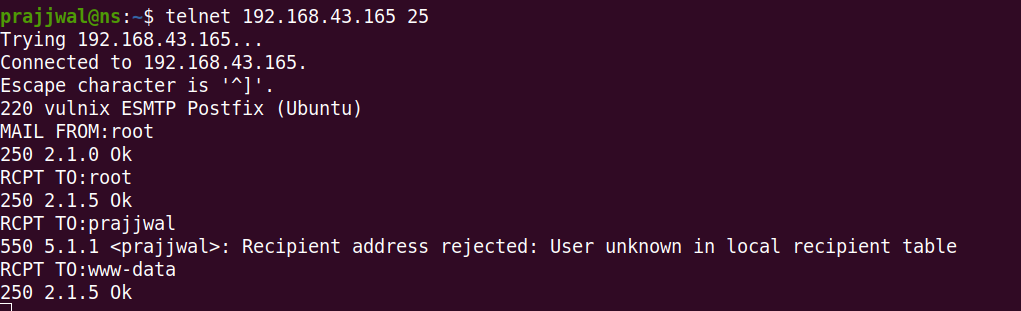 prajjwal@ns:~$ telnet 192.168.43.165 25
Trying 192.168.43.165...
Connected to 192.168.43.165.
Escape character is '^]'.
220 vulnix ESMTP Postfix (Ubuntu)
MAIL FROM:root
250 2.1.0 Ok
RCPT TO:root
250 2.1.5 Ok
RCPT TO:prajjwal
550 5.1.1 <prajjwal>: Recipient address rejected: User unknown in local recipient table
RCPT TO:www-data
250 2.1.5 Ok